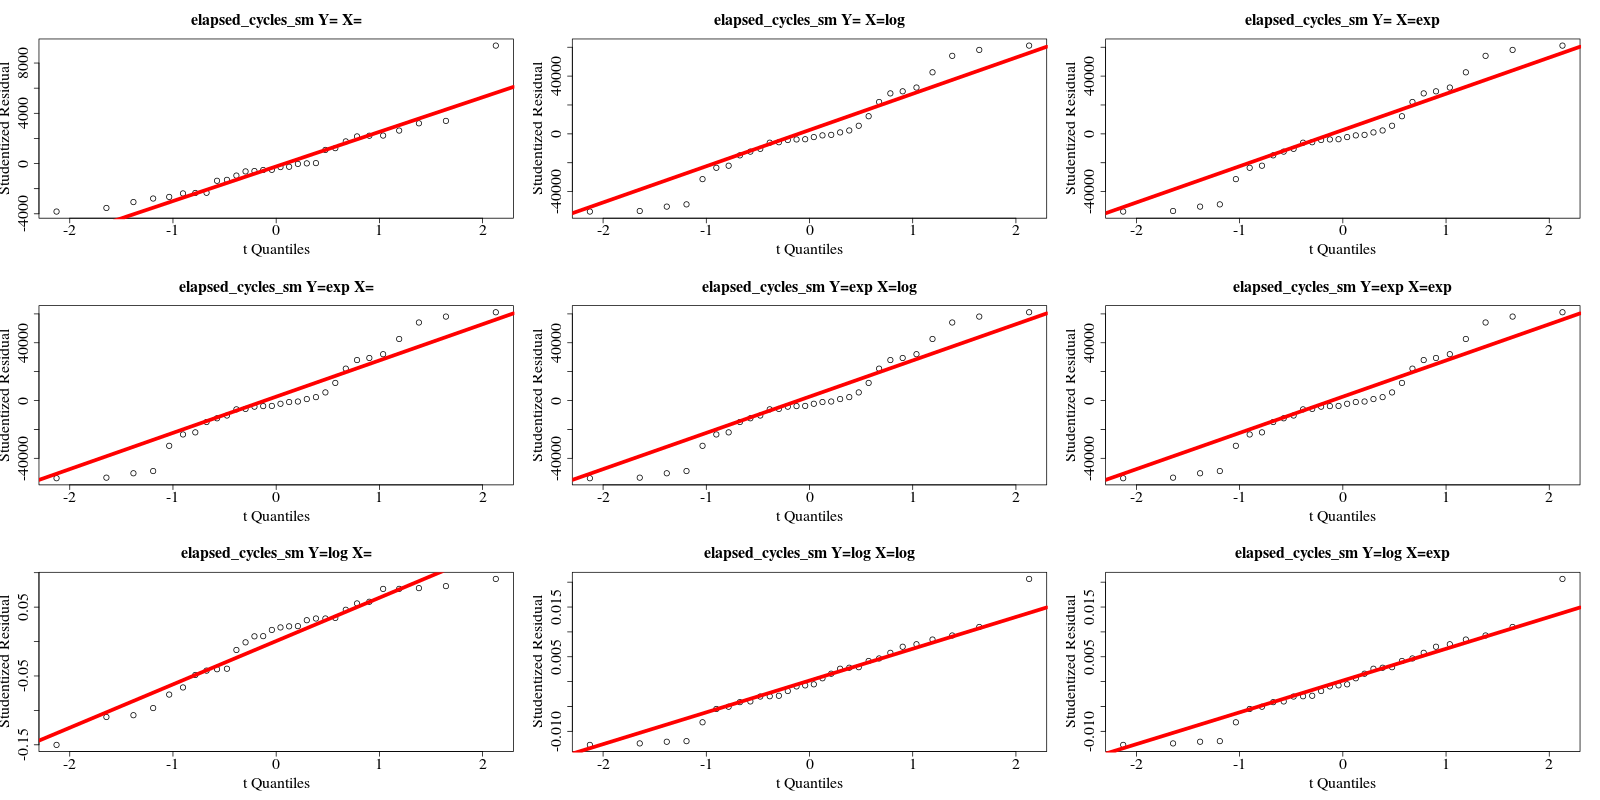 elapsed_cycles_sm Y= X=
Studentized Residual
-4000 0 4000 8000
-2 -1 0 1 2
t Quantiles
elapsed_cycles_sm Y= X=log
Studentized Residual
-40000 0 40000
-2 -1 0 1 2
t Quantiles
elapsed_cycles_sm Y= X=exp
Studentized Residual
-40000 0 40000
-2 -1 0 1 2
t Quantiles
elapsed_cycles_sm Y=exp X=
Studentized Residual
-40000 0 40000
-2 -1 0 1 2
t Quantiles
elapsed_cycles_sm Y=exp X=log
Studentized Residual
-40000 0 40000
-2 -1 0 1 2
t Quantiles
elapsed_cycles_sm Y=exp X=exp
Studentized Residual
-40000 0 40000
-2 -1 0 1 2
t Quantiles
elapsed_cycles_sm Y=log X=
Studentized Residual
-0.15 -0.05 0.05
-2 -1 0 1 2
t Quantiles
elapsed_cycles_sm Y=log X=log
Studentized Residual
-0.010 0.005 0.015
-2 -1 0 1 2
t Quantiles
elapsed_cycles_sm Y=log X=exp
Studentized Residual
-0.010 0.005 0.015
-2 -1 0 1 2
t Quantiles